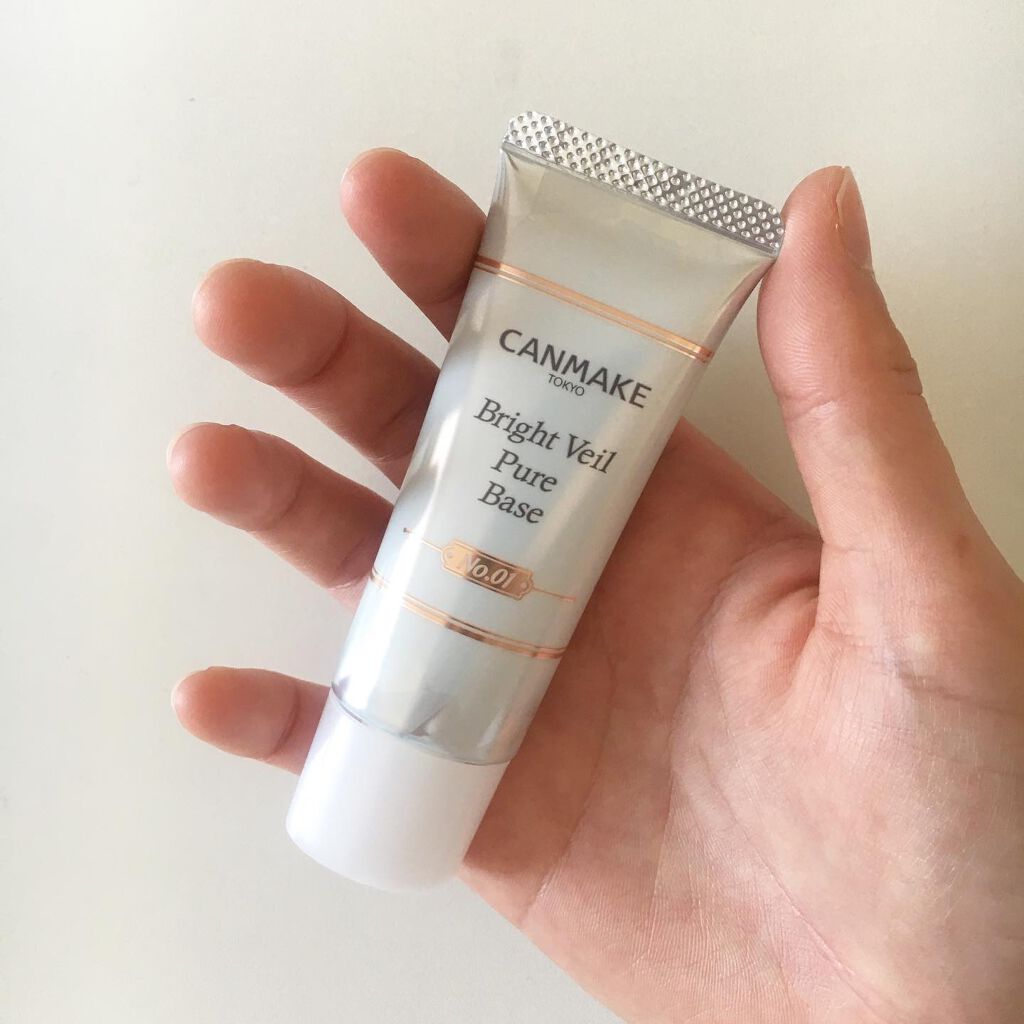 CANMAKE
TOKYO
Bright Veil
Pure
Base
No.01